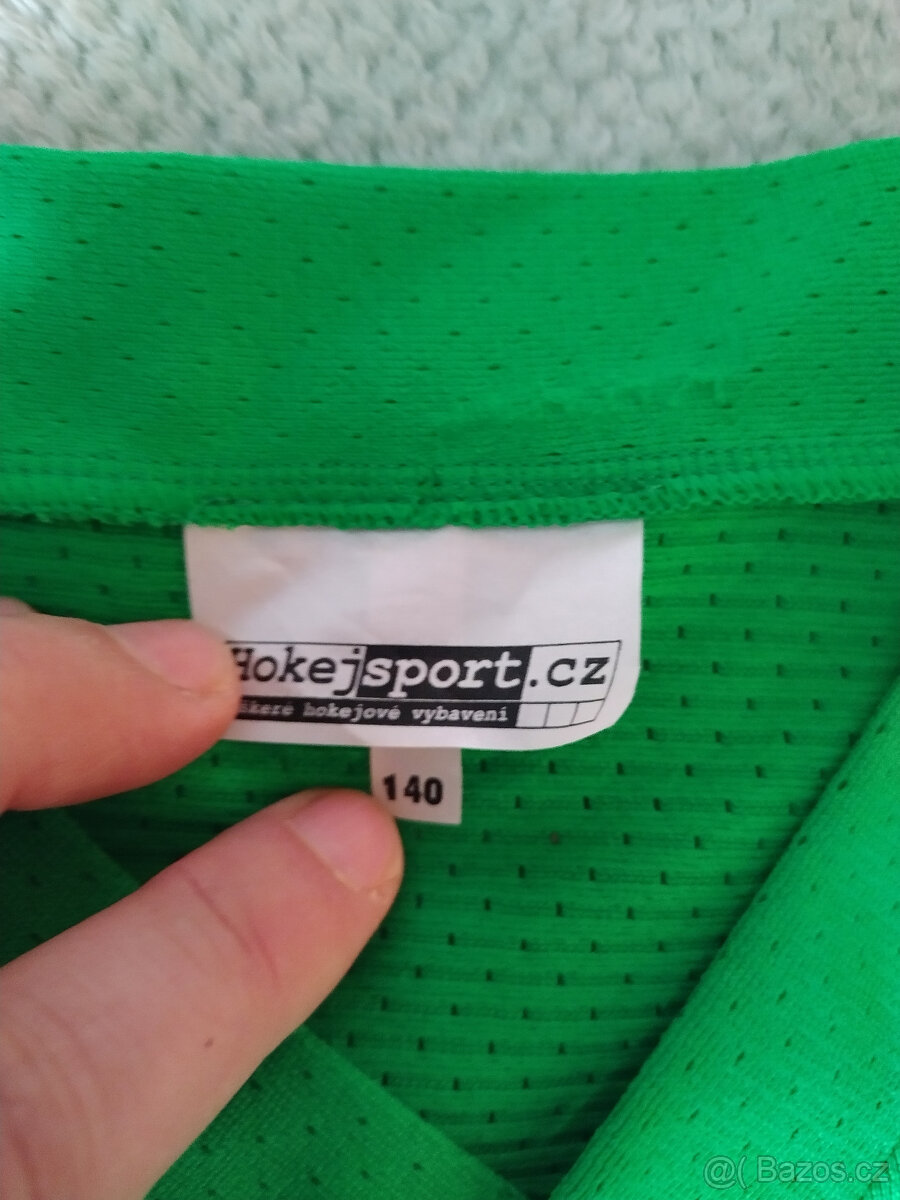 Hokejsport.cz
hokejové vybavení
140
@( Bazos.cz